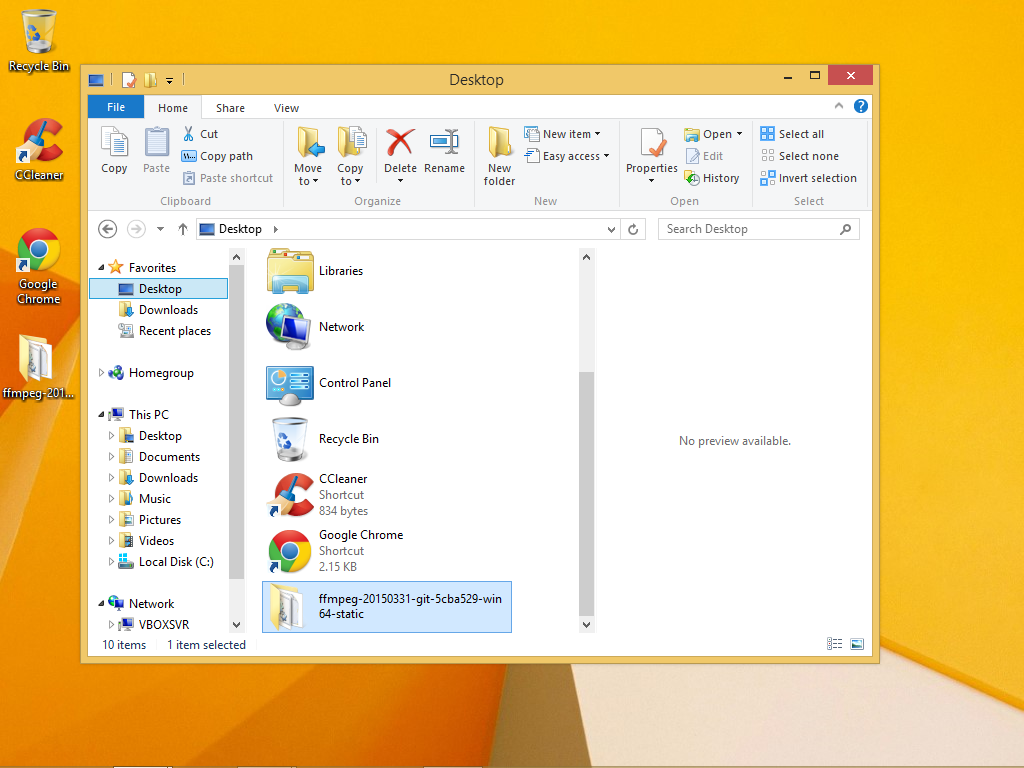 Recycle Bin
CCleaner
Google
Chrome
ffmpeg-201...
Desktop
File
Home
Share
View
Copy
Paste
Cut
Copy path
Paste shortcut
Clipboard
Move
to
Copy
to
Delete
Rename
Organize
New
folder
New item
Easy access
New
Properties
Open
Edit
History
Open
Select all
Select none
Invert selection
Select
Desktop
Search Desktop
Favorites
Desktop
Downloads
Recent places
Homegroup
This PC
Desktop
Documents
Downloads
Music
Pictures
Videos
Local Disk (C:)
Network
VBOXSVR
Libraries
Network
Control Panel
Recycle Bin
CCleaner
Shortcut
834 bytes
Google Chrome
Shortcut
2.15 KB
ffmpeg-20150331-git-5cba529-win
64-static
No preview available.
10 items
1 item selected